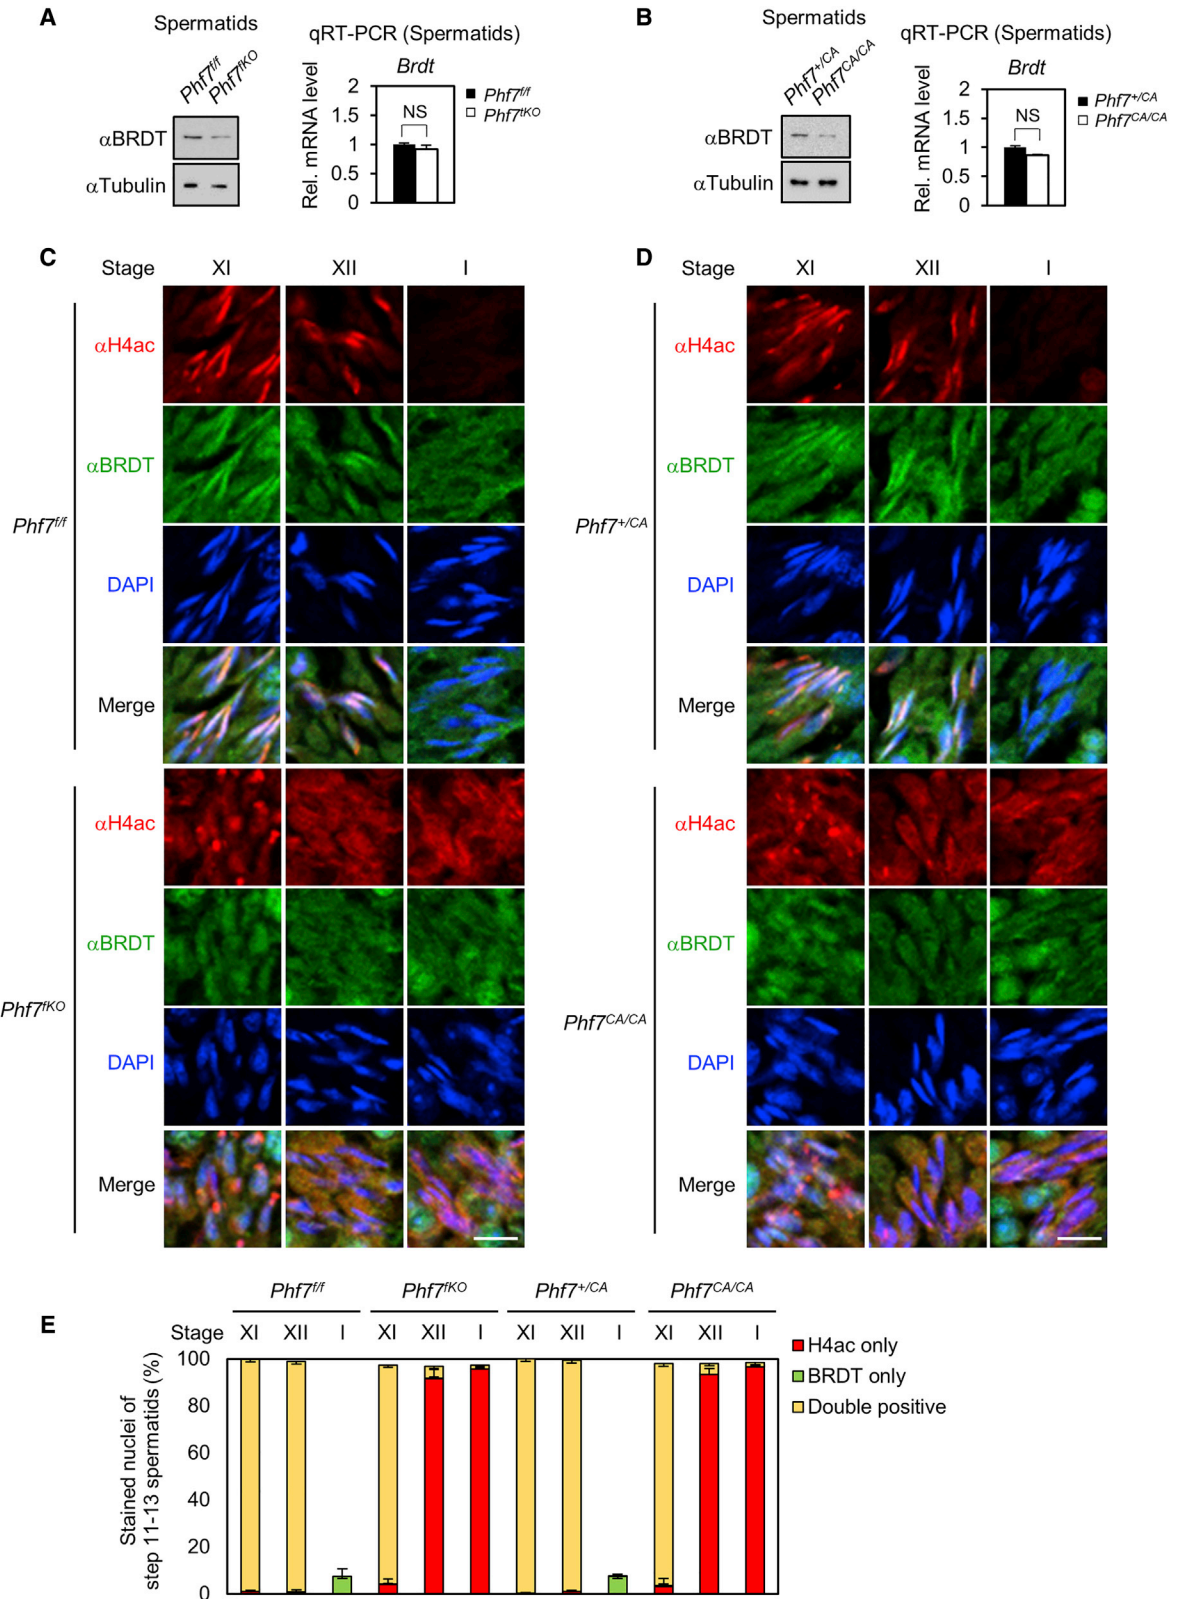 A
Spermatids
Phf7f/f
Phf7fKO
αBRDT
αTubulin
qRT-PCR (Spermatids)
Brdt
Rel. mRNA level
2
1.5
1
0.5
0
NS
Phf7f/f
Phf7fKO
B
Spermatids
Phf7+/CA
Phf7CA/CA
αBRDT
αTubulin
qRT-PCR (Spermatids)
Brdt
Rel. mRNA level
2
1.5
1
0.5
0
NS
Phf7+/CA
Phf7CA/CA
C
Stage XI XII I
Phf7f/f
αH4ac
αBRDT
DAPI
Merge
Phf7fKO
αH4ac
αBRDT
DAPI
Merge
D
Stage XI XII I
Phf7+/CA
αH4ac
αBRDT
DAPI
Merge
Phf7CA/CA
αH4ac
αBRDT
DAPI
Merge
E
Phf7f/f Phf7fKO Phf7+/CA Phf7CA/CA
Stage XI XII I XI XII I XI XII I XI XII I
Stained nuclei of
step 11-13 spermatids (%)
100
80
60
40
20
0
H4ac only
BRDT only
Double positive